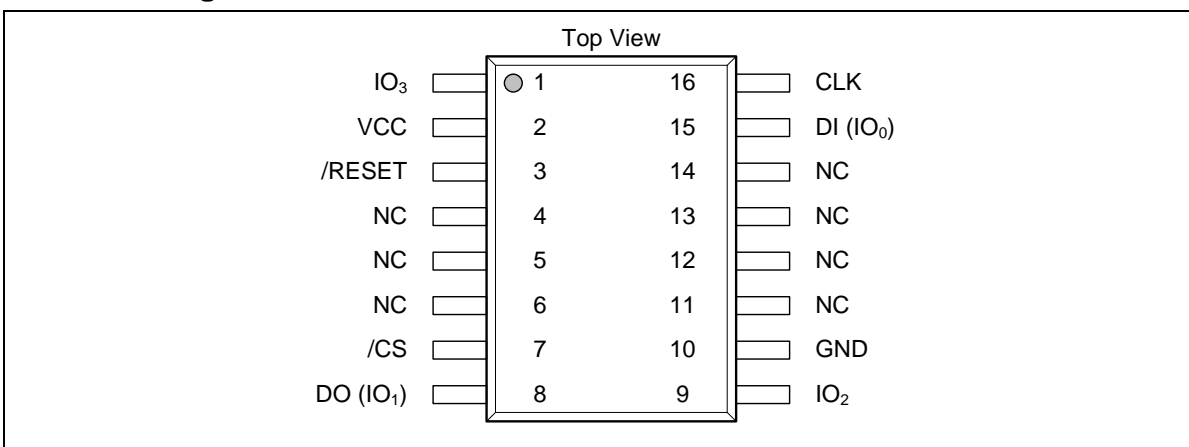 Top View
IO₃ 1 16 CLK
VCC 2 15 DI (IO₀)
/RESET 3 14 NC
NC 4 13 NC
NC 5 12 NC
NC 6 11 NC
/CS 7 10 GND
DO (IO₁) 8 9 IO₂